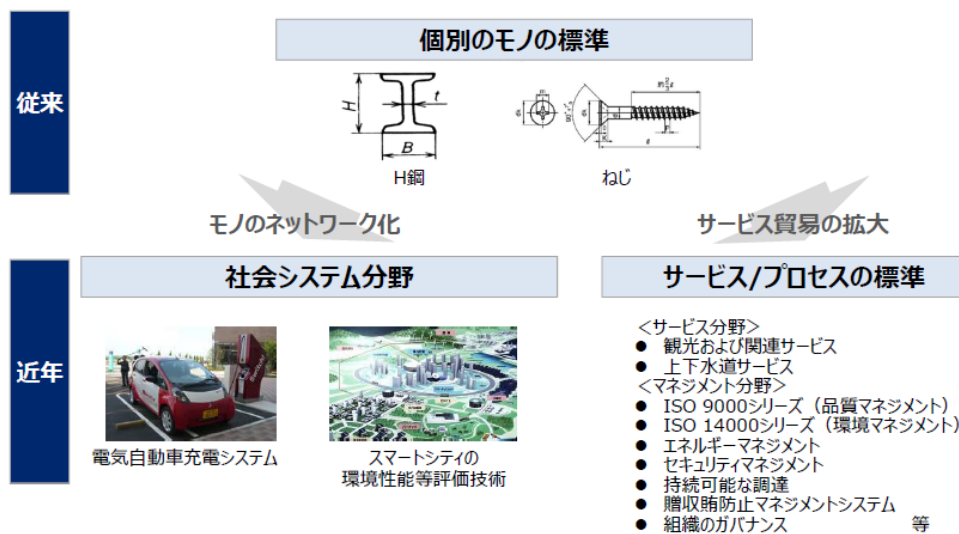 従来
個別のモノの標準
H
t
B
H鋼
ねじ
モノのネットワーク化
サービス貿易の拡大
近年
社会システム分野
サービス/プロセスの標準
電気自動車充電システム
スマートシティの
環境性能等評価技術
＜サービス分野＞
● 観光および関連サービス
● 上下水道サービス
＜マネジメント分野＞
● ISO 9000シリーズ（品質マネジメント）
● ISO 14000シリーズ（環境マネジメント）
● エネルギーマネジメント
● セキュリティマネジメント
● 持続可能な調達
● 贈収賄防止マネジメントシステム
● 組織のガバナンス 等